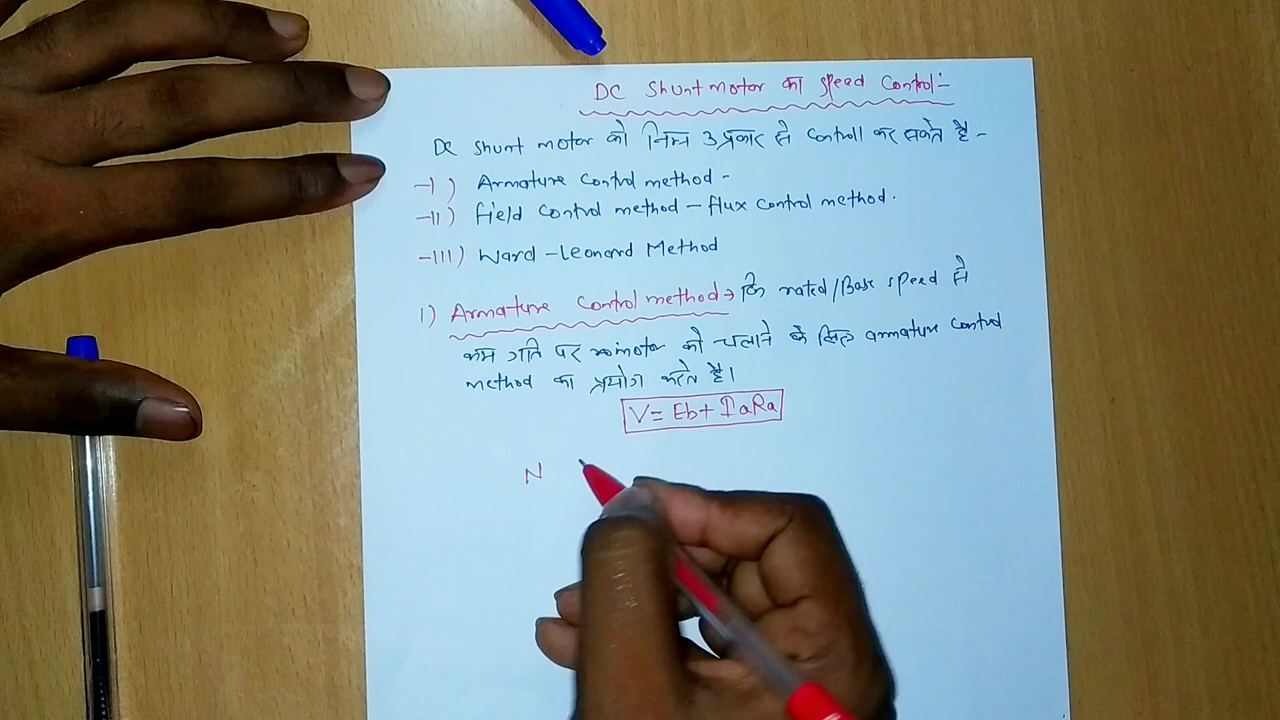 DC Shunt motor का speed Control:-
DC shunt motor को निम्न 3 प्रकार से controll कर सकेत है -
-I) Armature Control method -
-II) field control method - flux control method.
-III) Ward-Leonard Method
1) Armature Control method → कि rated/Base speed से
कम गति पर motor को चलाने के लिए armature control
method का प्रयोग करते है।
V = Eb + IaRa
N